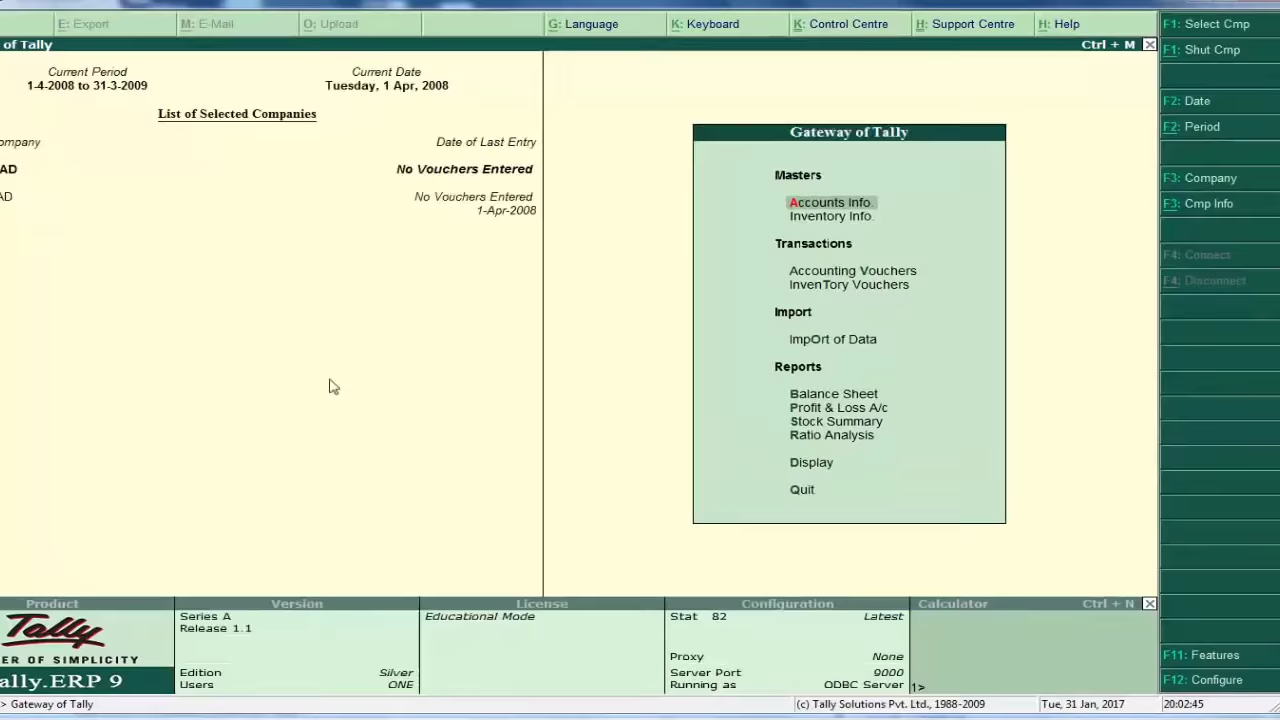 E: Export
M: E-Mail
O: Upload
G: Language
K: Keyboard
K: Control Centre
H: Support Centre
H: Help
of Tally
Ctrl + M
Current Period
Current Date
1-4-2008 to 31-3-2009
Tuesday, 1 Apr, 2008
List of Selected Companies
ompany
Date of Last Entry
AD
No Vouchers Entered
AD
No Vouchers Entered
1-Apr-2008
Gateway of Tally
Masters
Accounts Info.
Inventory Info.
Transactions
Accounting Vouchers
InvenTory Vouchers
Import
ImpOrt of Data
Reports
Balance Sheet
Profit & Loss A/c
Stock Summary
Ratio Analysis
Display
Quit
F1: Select Cmp
F1: Shut Cmp
F2: Date
F2: Period
F3: Company
F3: Cmp Info
F4: Connect
F4: Disconnect
F11: Features
F12: Configure
Product
Tally
ER OF SIMPLICITY
ally.ERP 9
Version
Series A
Release 1.1
Edition Silver
Users ONE
License
Educational Mode
Configuration
Stat 82 Latest
Proxy None
Server Port 9000
Running as ODBC Server
Calculator Ctrl + N
1>
> Gateway of Tally
(c) Tally Solutions Pvt. Ltd., 1988-2009
Tue, 31 Jan, 2017
20:02:45